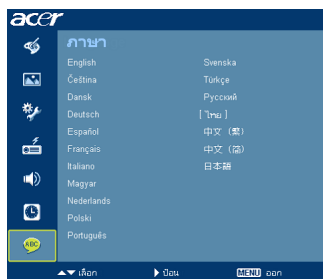 acer
ภาษา
English
Čeština
Dansk
Deutsch
Español
Français
Italiano
Magyar
Nederlands
Polski
Português
Svenska
Türkçe
Русский
[ ไทย ]
中文 (繁)
中文 (简)
日本語
ABC
▲▼ เลือก ▶ ป้อน MENU ออก